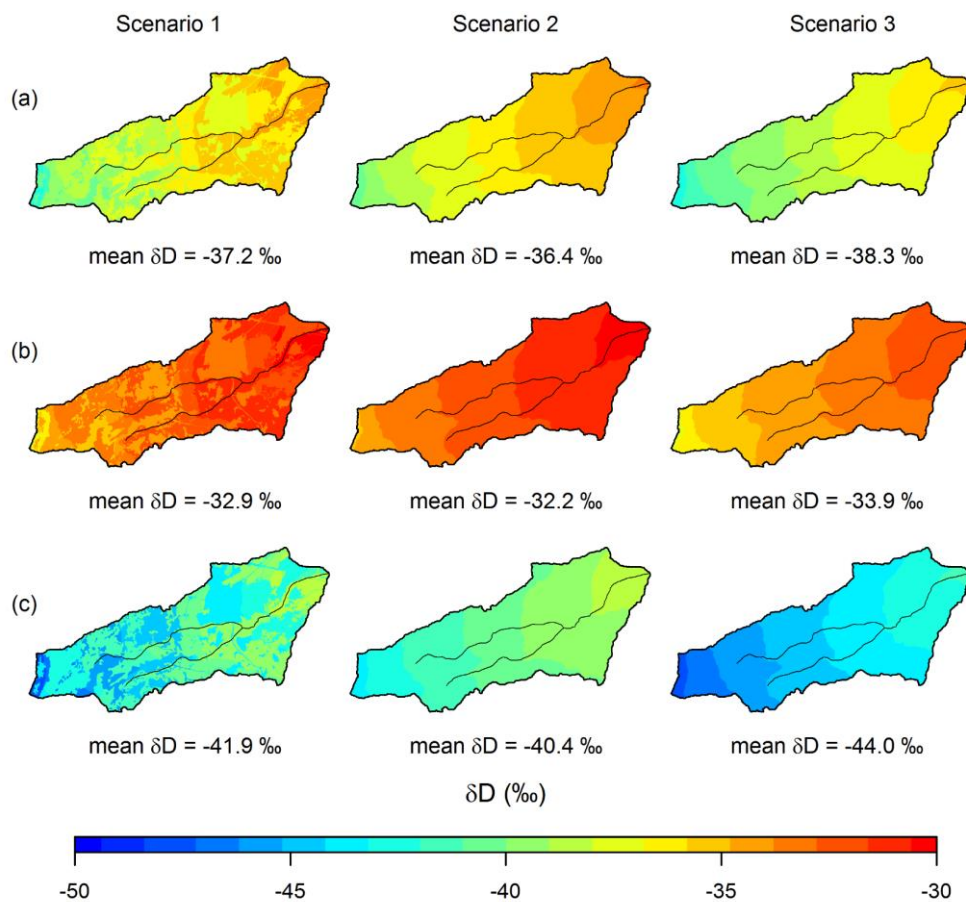 Scenario 1 Scenario 2 Scenario 3
(a)
mean δD = -37.2 ‰ mean δD = -36.4 ‰ mean δD = -38.3 ‰
(b)
mean δD = -32.9 ‰ mean δD = -32.2 ‰ mean δD = -33.9 ‰
(c)
mean δD = -41.9 ‰ mean δD = -40.4 ‰ mean δD = -44.0 ‰
δD (‰)
-50 -45 -40 -35 -30